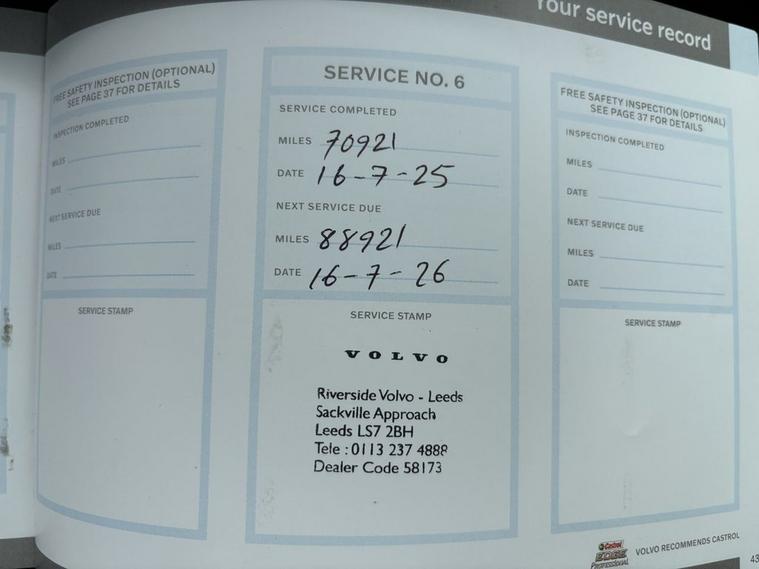 Your service record
FREE SAFETY INSPECTION (OPTIONAL)
SEE PAGE 37 FOR DETAILS
INSPECTION COMPLETED
MILES
DATE
NEXT SERVICE DUE
MILES
DATE
SERVICE STAMP
SERVICE NO. 6
SERVICE COMPLETED
MILES 70921
DATE 16-7-25
NEXT SERVICE DUE
MILES 88921
DATE 16-7-26
SERVICE STAMP
VOLVO
Riverside Volvo - Leeds
Sackville Approach
Leeds LS7 2BH
Tele : 0113 237 4888
Dealer Code 58173
FREE SAFETY INSPECTION (OPTIONAL)
SEE PAGE 37 FOR DETAILS
INSPECTION COMPLETED
MILES
DATE
NEXT SERVICE DUE
MILES
DATE
SERVICE STAMP
Castrol
EDGE
PROFESSIONAL
VOLVO RECOMMENDS CASTROL
43